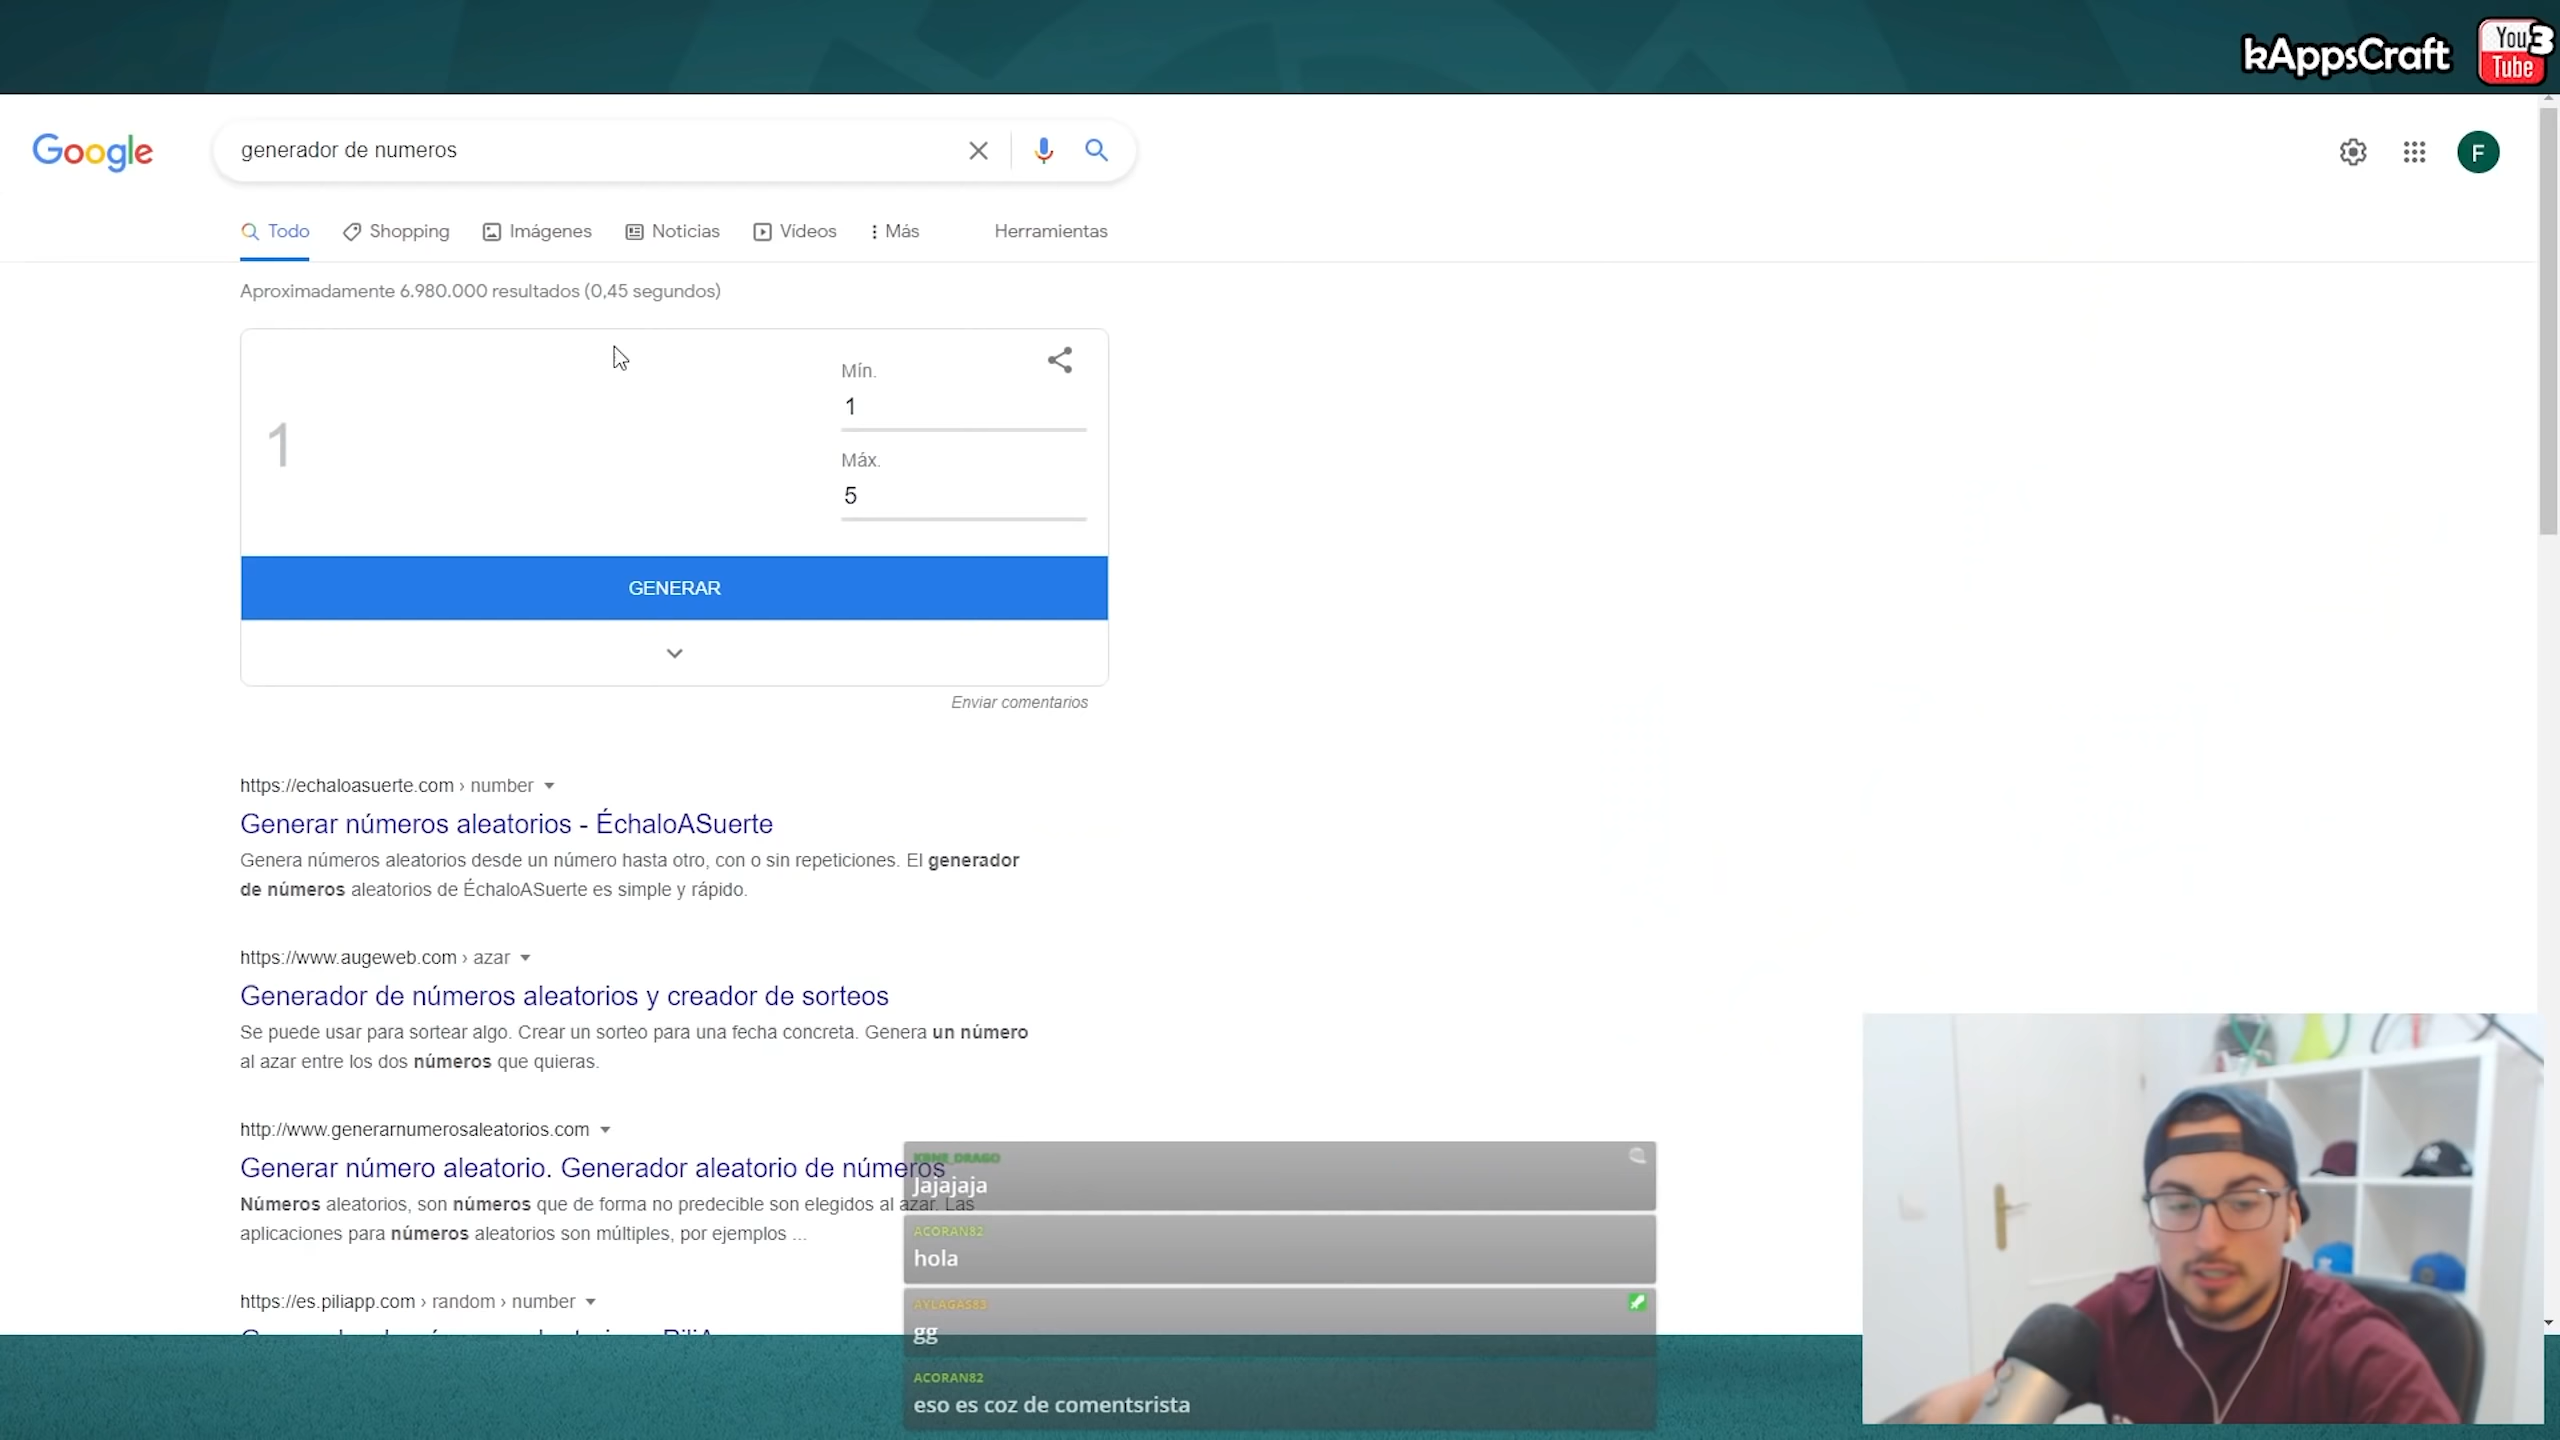 kAppsCraft
You3
Tube
Google
generador de numeros
F
Todo
Shopping
Imágenes
Noticias
Vídeos
Más
Herramientas
Aproximadamente 6.980.000 resultados (0,45 segundos)
1
Mín.
1
Máx.
5
GENERAR
Enviar comentarios
https://echaloasuerte.com › number
Generar números aleatorios - ÉchaloASuerte
Genera números aleatorios desde un número hasta otro, con o sin repeticiones. El generador
de números aleatorios de ÉchaloASuerte es simple y rápido.
https://www.augeweb.com › azar
Generador de números aleatorios y creador de sorteos
Se puede usar para sortear algo. Crear un sorteo para una fecha concreta. Genera un número
al azar entre los dos números que quieras.
http://www.generarnumerosaleatorios.com
Generar número aleatorio. Generador aleatorio de números
Números aleatorios, son números que de forma no predecible son elegidos al azar. Las
aplicaciones para números aleatorios son múltiples, por ejemplos ...
https://es.piliapp.com › random › number
Jajajaja
ACORAN82
hola
AYLAGAS83
gg
ACORAN82
eso es coz de comentsrista